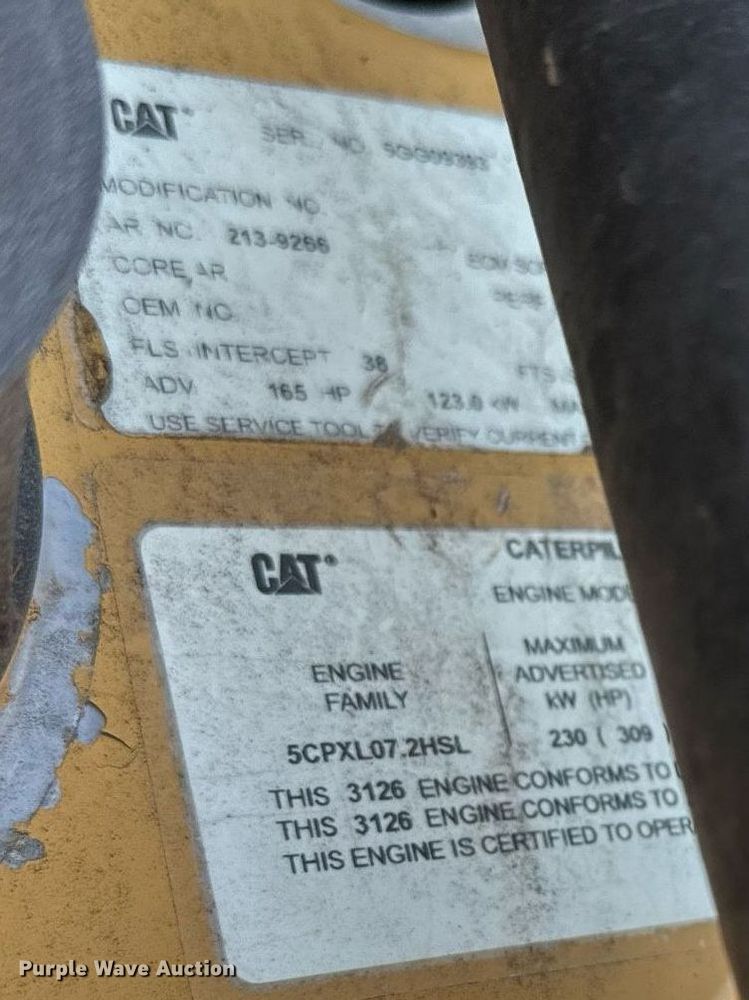 CAT
SER. NO. 9GG09393
MODIFICATION NO.
AR NO. 213-9266
CORE AR
OEM NO
FLS INTERCEPT 38
FTS
ADV 165 HP 123.0 kW
USE SERVICE TOOL VERIFY CURRENT
CAT
CATERPIL
ENGINE MOD
ENGINE FAMILY
MAXIMUM ADVERTISED kW (HP)
5CPXL07.2HSL
230 ( 309 )
THIS 3126 ENGINE CONFORMS TO
THIS 3126 ENGINE CONFORMS TO
THIS ENGINE IS CERTIFIED TO OPER
Purple Wave Auction